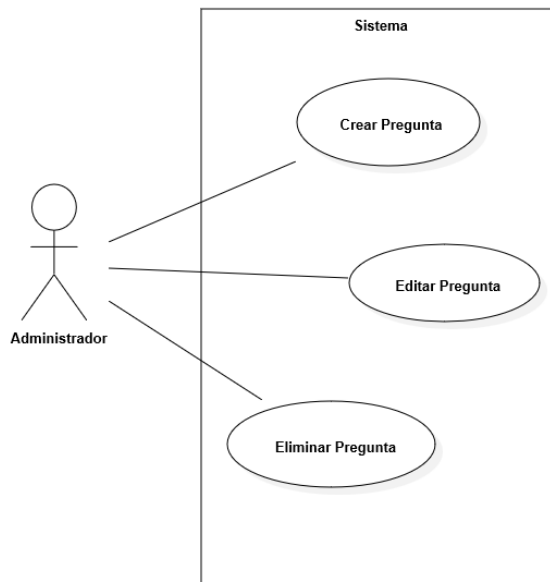 Sistema
Crear Pregunta
Editar Pregunta
Administrador
Eliminar Pregunta